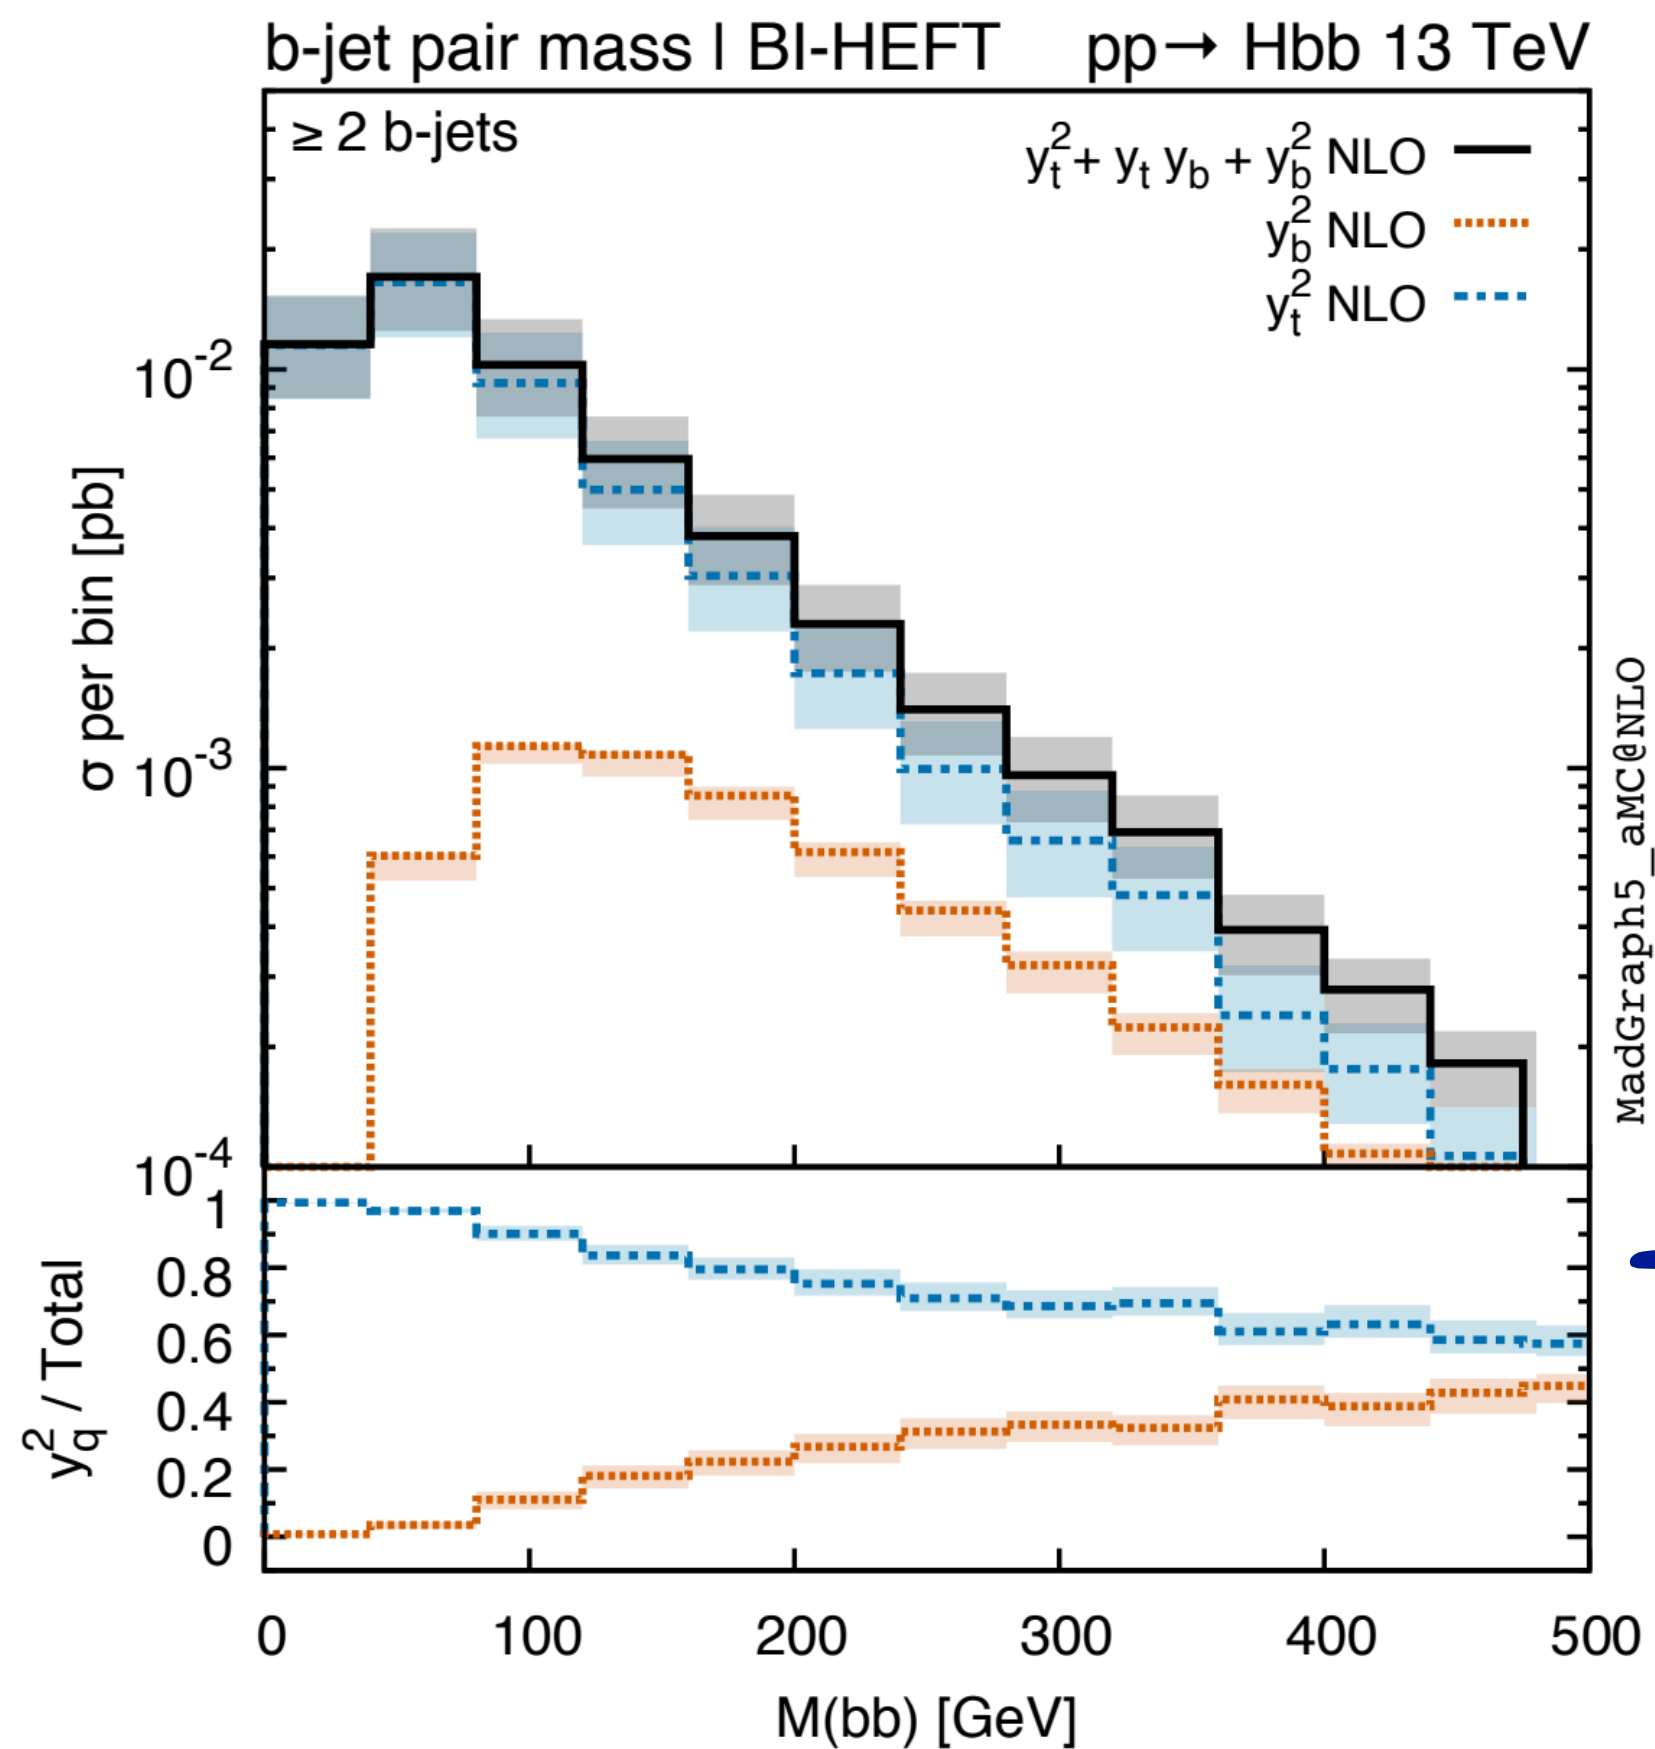 b-jet pair mass | BI-HEFT pp→ Hbb 13 TeV
≥ 2 b-jets
y_t^2 + y_t y_b + y_b^2 NLO
y_b^2 NLO
y_t^2 NLO
σ per bin [pb]
10^-2
10^-3
10^-4
y_q^2 / Total
1
0.8
0.6
0.4
0.2
0
0 100 200 300 400 500
M(bb) [GeV]
MadGraph5_aMC@NLO